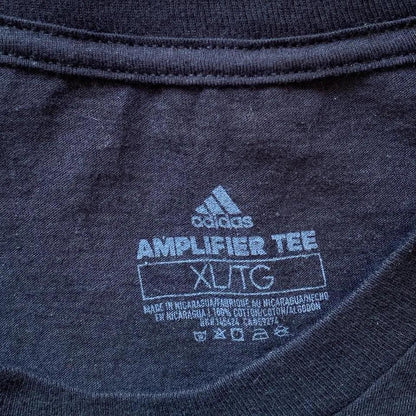 adidas
AMPLIFIER TEE
XL/TG
MADE IN NICARAGUA/FABRIQUE AU NICARAGUA/HECHO
EN NICARAGUA | 100% COTTON/COTON/ALGODON